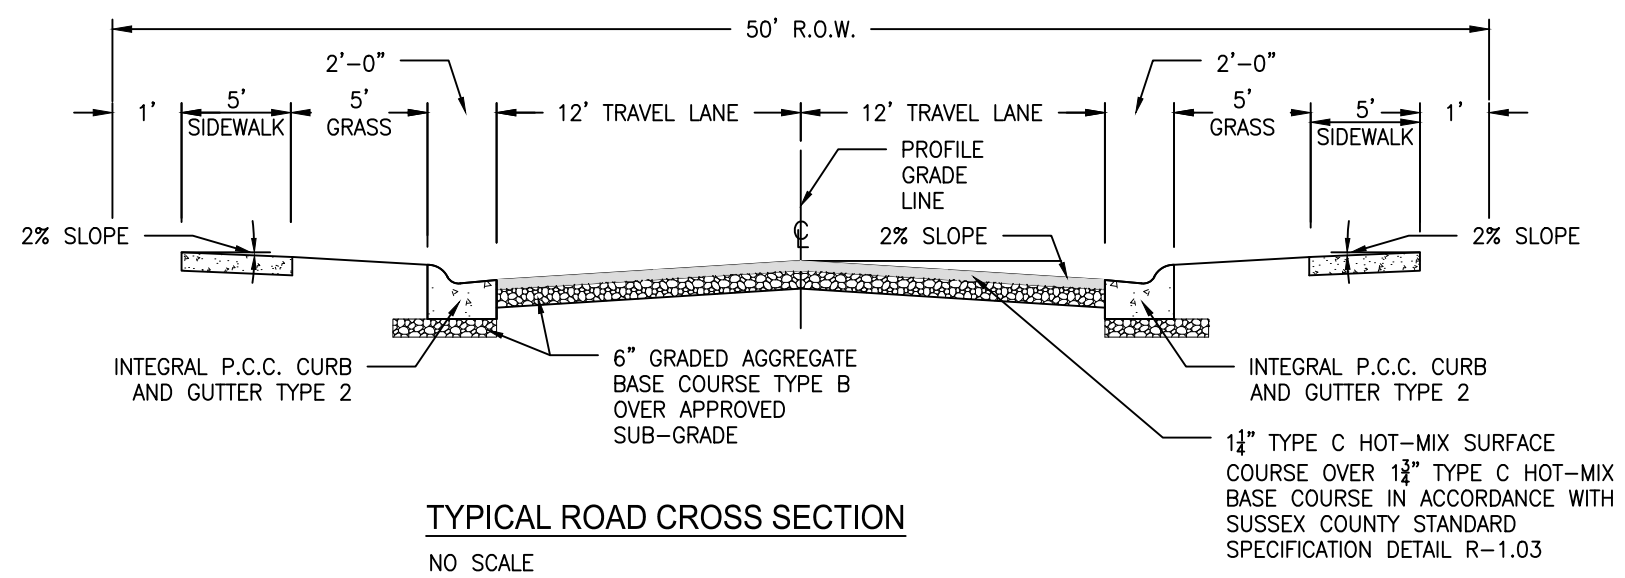 50' R.O.W.
2'-0"
2'-0"
1'
5'
SIDEWALK
5'
GRASS
12' TRAVEL LANE
12' TRAVEL LANE
5'
GRASS
5'
SIDEWALK
1'
PROFILE
GRADE
LINE
2% SLOPE
℄
2% SLOPE
2% SLOPE
INTEGRAL P.C.C. CURB
AND GUTTER TYPE 2
6" GRADED AGGREGATE
BASE COURSE TYPE B
OVER APPROVED
SUB-GRADE
INTEGRAL P.C.C. CURB
AND GUTTER TYPE 2
1¼" TYPE C HOT-MIX SURFACE
COURSE OVER 1¾" TYPE C HOT-MIX
BASE COURSE IN ACCORDANCE WITH
SUSSEX COUNTY STANDARD
SPECIFICATION DETAIL R-1.03
TYPICAL ROAD CROSS SECTION
NO SCALE